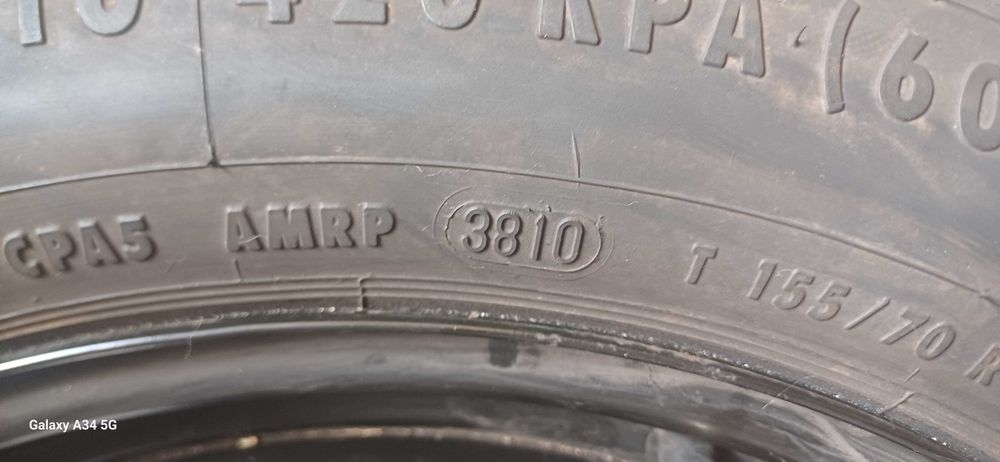 420 KPA (60
CPA5 AMRP 3810 T 155/70 R
Galaxy A34 5G